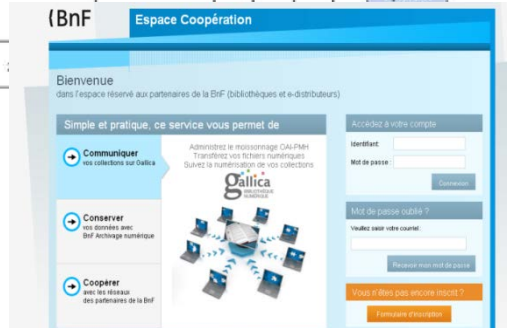 {BnF
Espace Coopération
Bienvenue
dans l'espace réservé aux partenaires de la BnF (bibliothèques et e-distributeurs)
Simple et pratique, ce service vous permet de
Communiquer
vos collections sur Gallica
Conserver
vos données avec
BnF Archivage numérique
Coopérer
avec les réseaux
des partenaires de la BnF
Administrez le moissonnage OAI-PMH
Transférez vos fichiers numériques
Suivez la numérisation de vos collections
gallica
BIBLIOTHÈQUE
NUMÉRIQUE
Accédez à votre compte
Identifiant:
Mot de passe :
Connexion
Mot de passe oublié ?
Veuillez saisir votre courriel:
Recevoir mon mot de passe
Vous n'êtes pas encore inscrit ?
Formulaire d'inscription